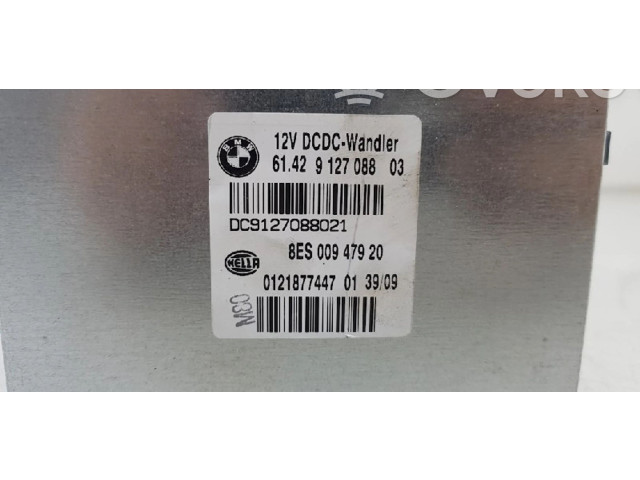 BMW
12V DCDC-Wandler
61.42 9 127 088 03
DC9127088021
8ES 009 479 20
HELLA
0121877447 01 39/09